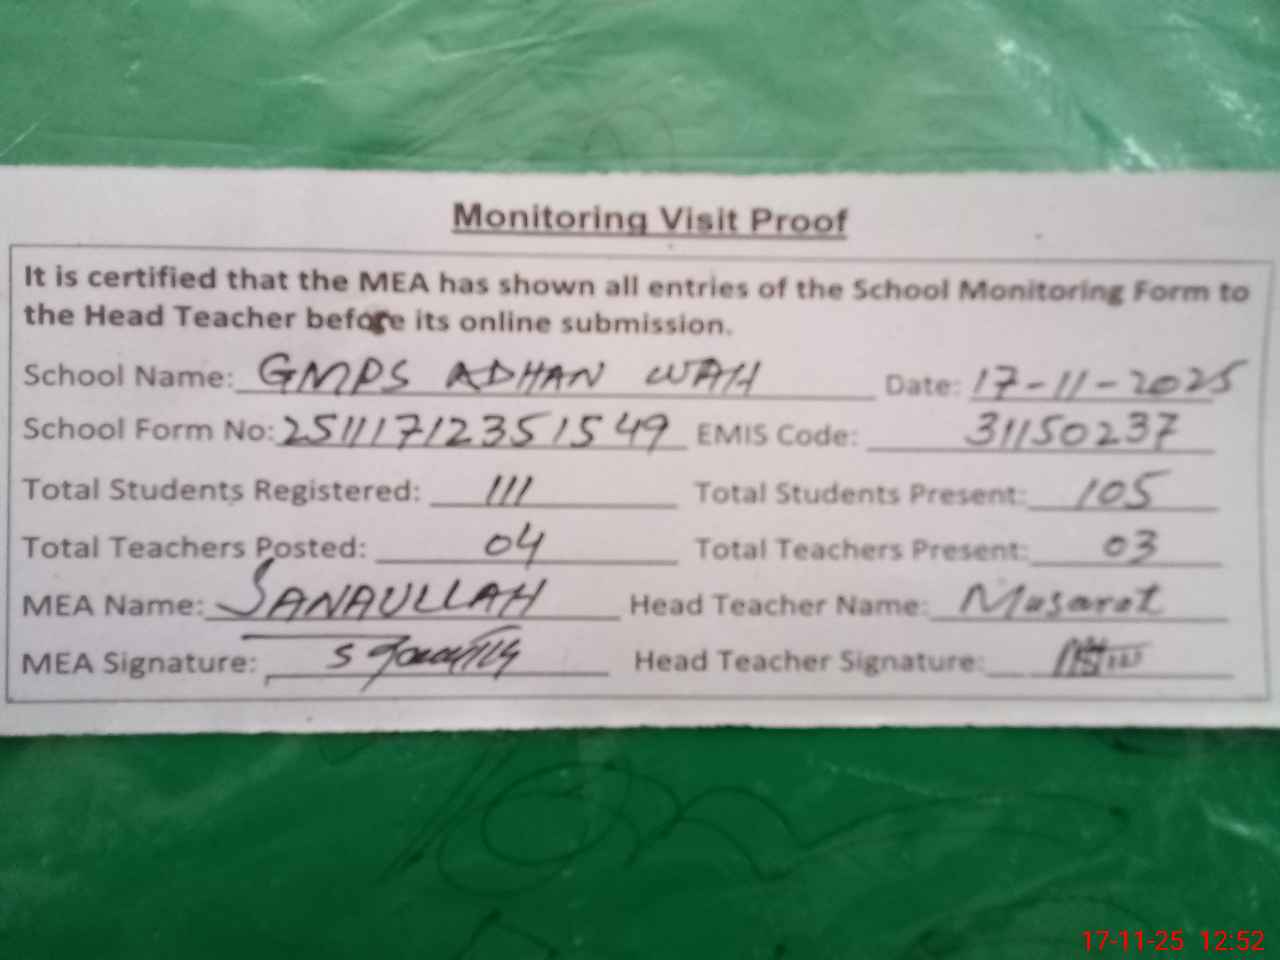 Monitoring Visit Proof
It is certified that the MEA has shown all entries of the School Monitoring Form to
the Head Teacher before its online submission.
School Name: GMPS ADHAN WAH Date: 17-11-2025
School Form No: 25111712351549 EMIS Code: 31150237
Total Students Registered: 111 Total Students Present: 105
Total Teachers Posted: 04 Total Teachers Present: 03
MEA Name: SANAULLAH Head Teacher Name: Musarat
MEA Signature: Head Teacher Signature:
17-11-25 12:52